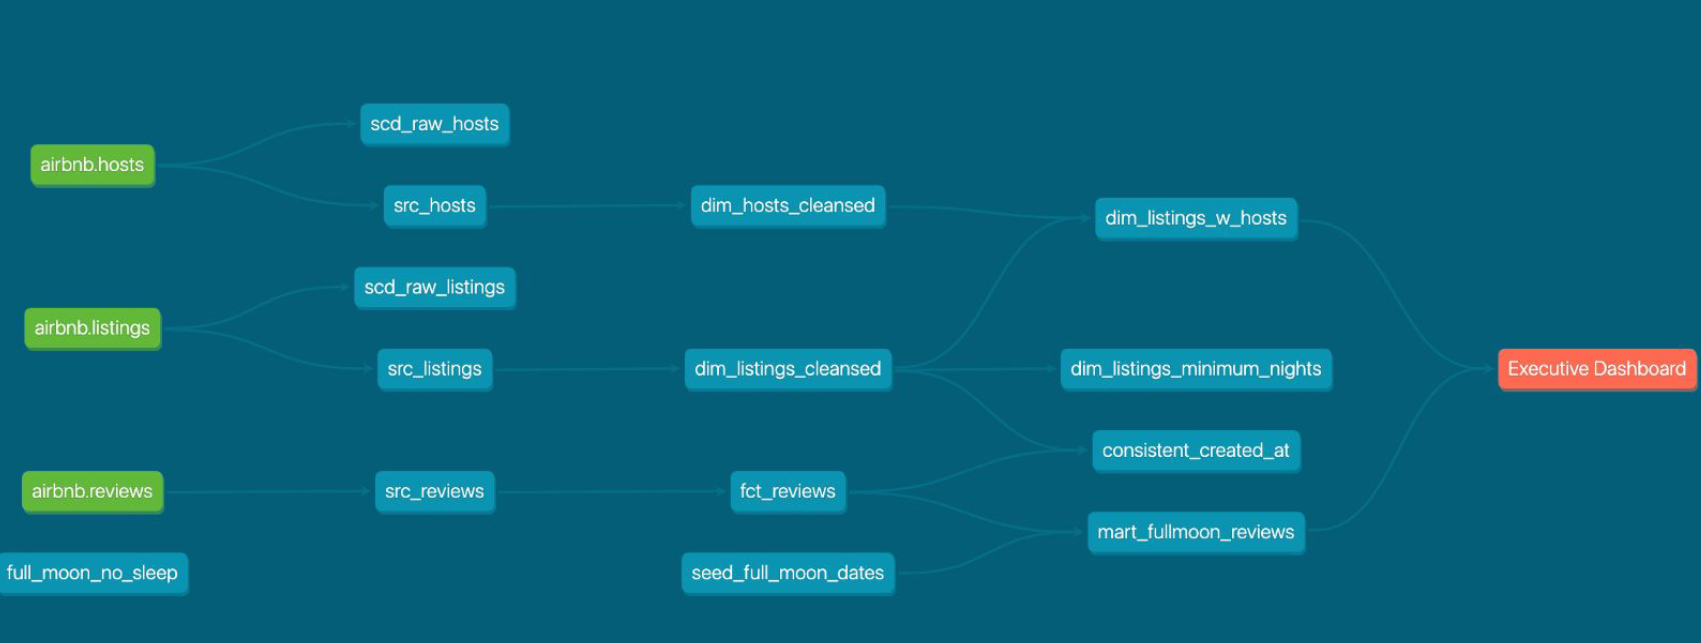 scd_raw_hosts
airbnb.hosts
src_hosts
dim_hosts_cleansed
dim_listings_w_hosts
scd_raw_listings
airbnb.listings
src_listings
dim_listings_cleansed
dim_listings_minimum_nights
Executive Dashboard
consistent_created_at
airbnb.reviews
src_reviews
fct_reviews
mart_fullmoon_reviews
full_moon_no_sleep
seed_full_moon_dates